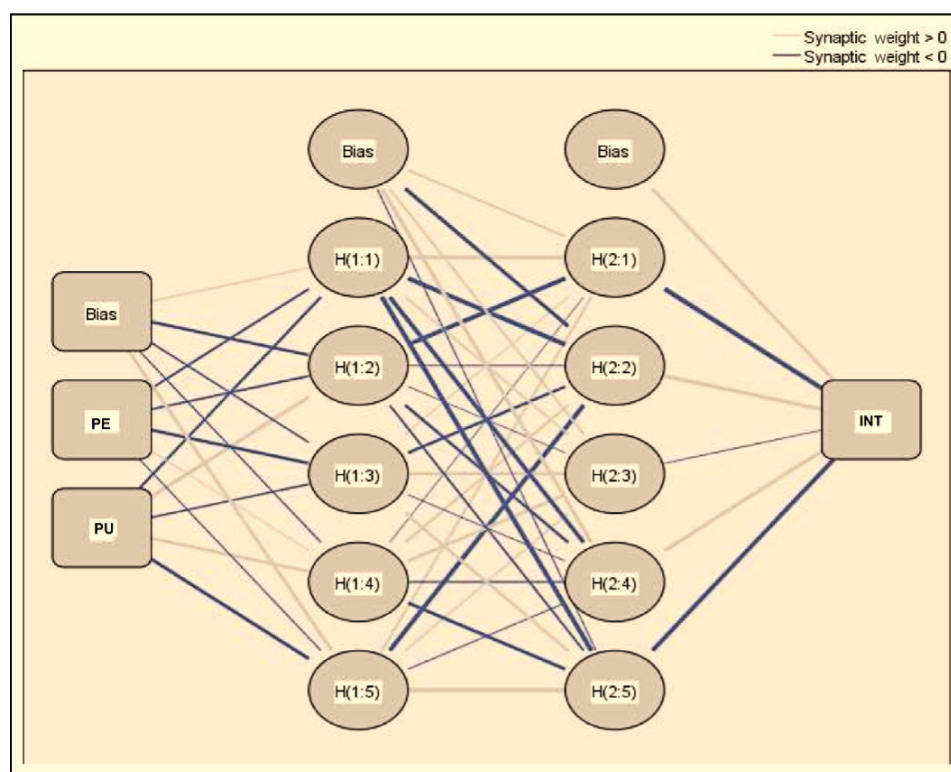 Synaptic weight > 0
Synaptic weight < 0
Bias
Bias
H(1:1)
H(2:1)
Bias
H(1:2)
H(2:2)
PE
INT
H(1:3)
H(2:3)
PU
H(1:4)
H(2:4)
H(1:5)
H(2:5)